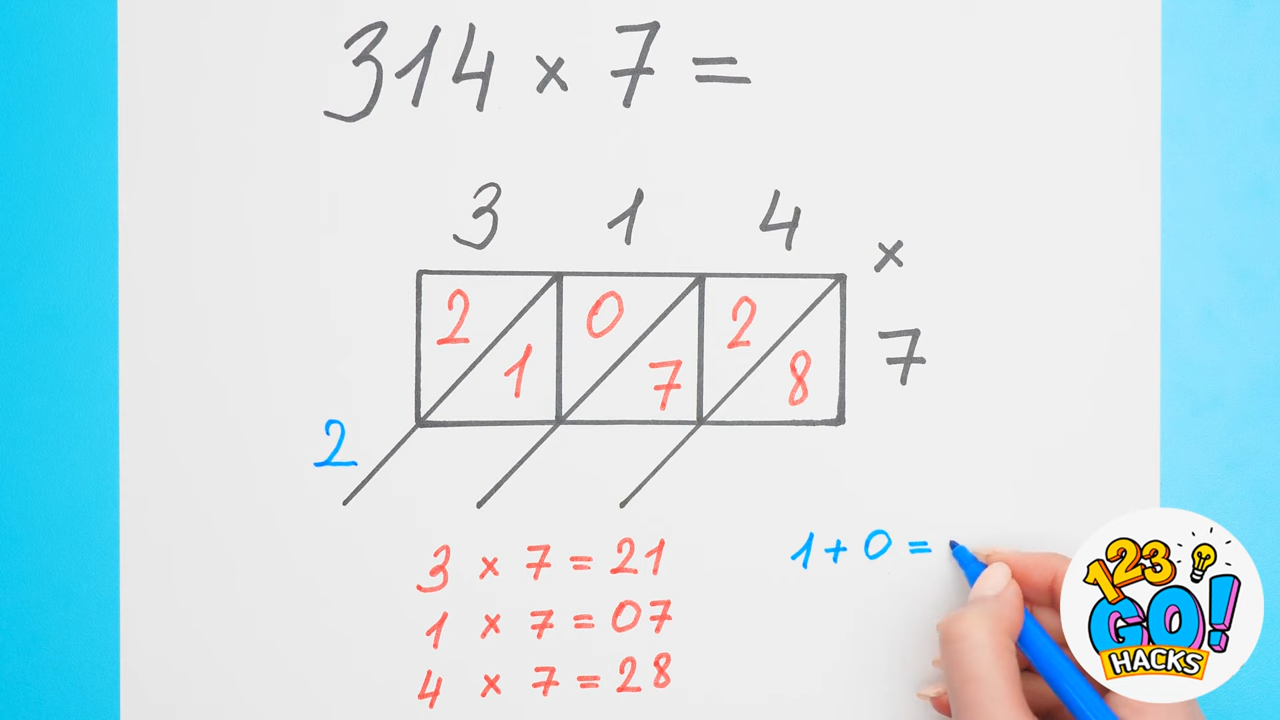 314 × 7 =
3 1 4 ×
2 0 2
1 7 8
7
2
3 × 7 = 21
1 × 7 = 07
4 × 7 = 28
1 + 0 =
123
GO!
HACKS